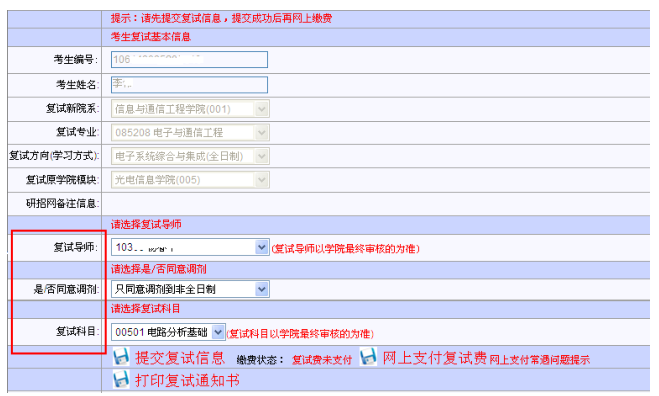 提示：请先提交复试信息，提交成功后再网上缴费
考生复试基本信息
考生编号： 106
考生姓名： 李
复试新院系： 信息与通信工程学院(001)
复试专业： 085208 电子与通信工程
复试方向(学习方式)： 电子系统综合与集成(全日制)
复试原学院模块： 光电信息学院(005)
研招网备注信息：
请选择复试导师
复试导师： 103 (复试导师以学院最终审核的为准)
请选择是/否同意调剂
是/否同意调剂： 只同意调剂到非全日制
请选择复试科目
复试科目： 00501 电路分析基础 (复试科目以学院最终审核的为准)
提交复试信息 缴费状态： 复试费未支付 网上支付复试费 网上支付常遇问题提示
打印复试通知书